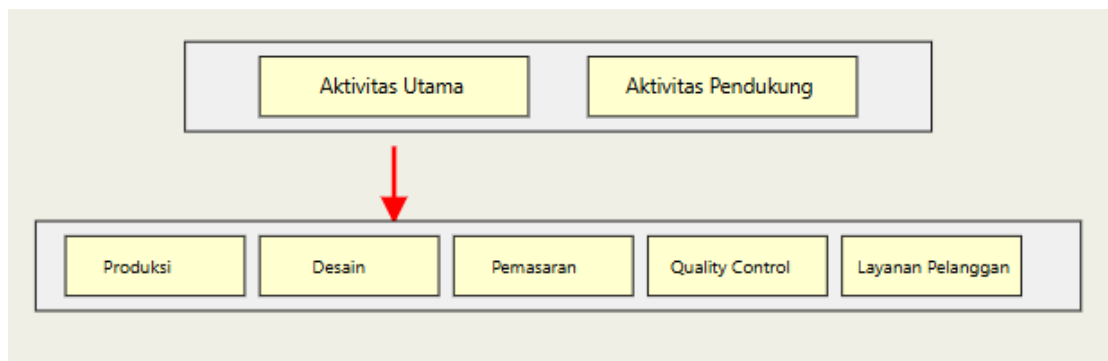 Aktivitas Utama
Aktivitas Pendukung
Produksi
Desain
Pemasaran
Quality Control
Layanan Pelanggan